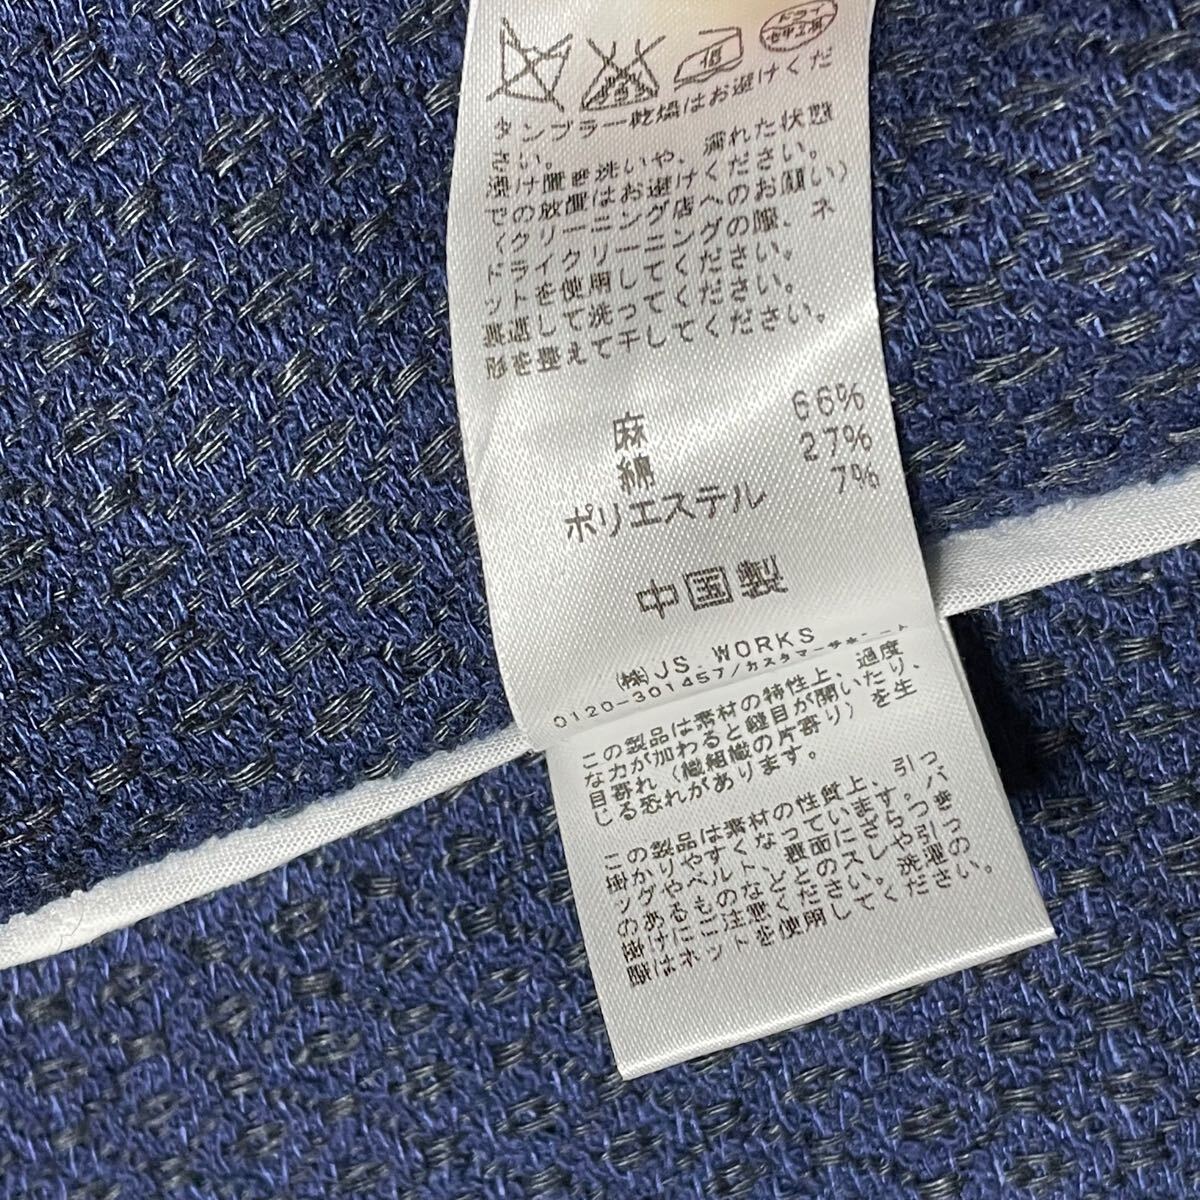 低
ドライ
セキユ系
タンブラー乾燥はお避けくだ
さい。
漬け置き洗いや、濡れた状態
での放置はお避けください。
(クリーニング店へのお願い)
ドライクリーニングの際、ネ
ットを使用してください。
裏返して洗ってください。
形を整えて干してください。
麻 66%
綿 27%
ポリエステル 7%
中国製
(株)JS.WORKS
0120-301457/カスタマーサポート
この製品は素材の特性上、過度
な力が加わると縫目が開いたり、
目寄れ(織組織の片寄り)を生
じる恐れがあります。
この製品は素材の性質上、引っ
掛かりやすくなっています。バ
ッグやベルト、表面にざらつき
のあるものなどとのスレや引っ
掛けにご注意ください。洗濯の
際はネットを使用してください。